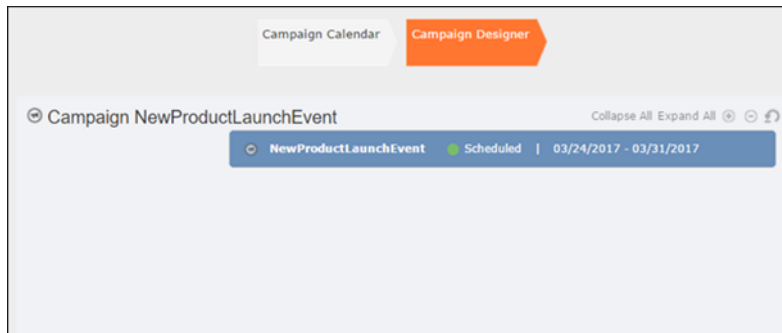 Campaign Calendar Campaign Designer
Campaign NewProductLaunchEvent Collapse All Expand All
NewProductLaunchEvent Scheduled | 03/24/2017 - 03/31/2017